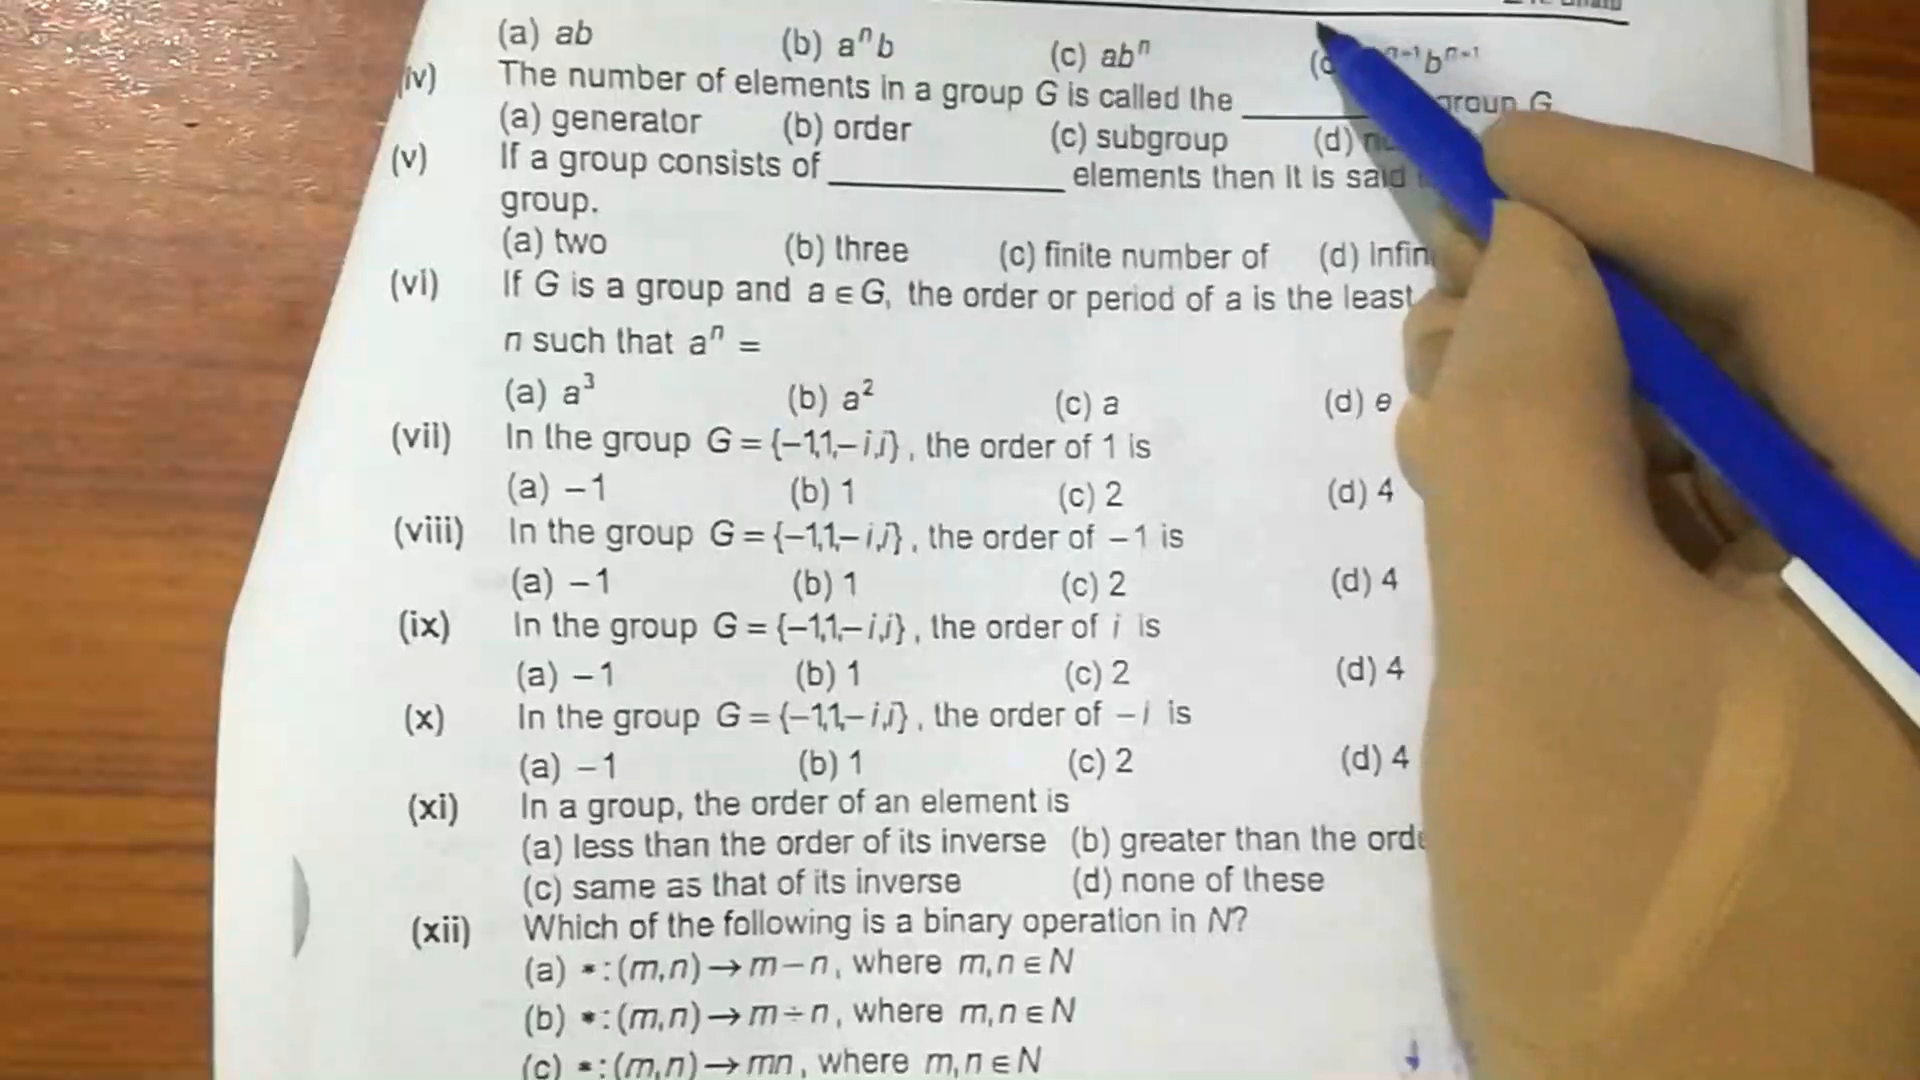 (a) ab (b) aⁿb (c) abⁿ ⁿ⁻¹bⁿ⁻¹
iv) The number of elements in a group G is called the ____ group G
(a) generator (b) order (c) subgroup (d)
(v) If a group consists of ____ elements then it is said
group.
(a) two (b) three (c) finite number of (d)
(vi) If G is a group and a ∈ G, the order or period of a is the least
n such that aⁿ =
(a) a³ (b) a² (c) a (d) e
(vii) In the group G = {−1,1,−i,i}, the order of 1 is
(a) −1 (b) 1 (c) 2 (d) 4
(viii) In the group G = {−1,1,−i,i}, the order of −1 is
(a) −1 (b) 1 (c) 2 (d) 4
(ix) In the group G = {−1,1,−i,i}, the order of i is
(a) −1 (b) 1 (c) 2 (d) 4
(x) In the group G = {−1,1,−i,i}, the order of −i is
(a) −1 (b) 1 (c) 2 (d) 4
(xi) In a group, the order of an element is
(a) less than the order of its inverse (b) greater than the
(c) same as that of its inverse (d) none of these
(xii) Which of the following is a binary operation in N?
(a) *:(m,n)→m−n, where m,n∈N
(b) *:(m,n)→m÷n, where m,n∈N
(c) *:(m,n)→mn, where m,n∈N